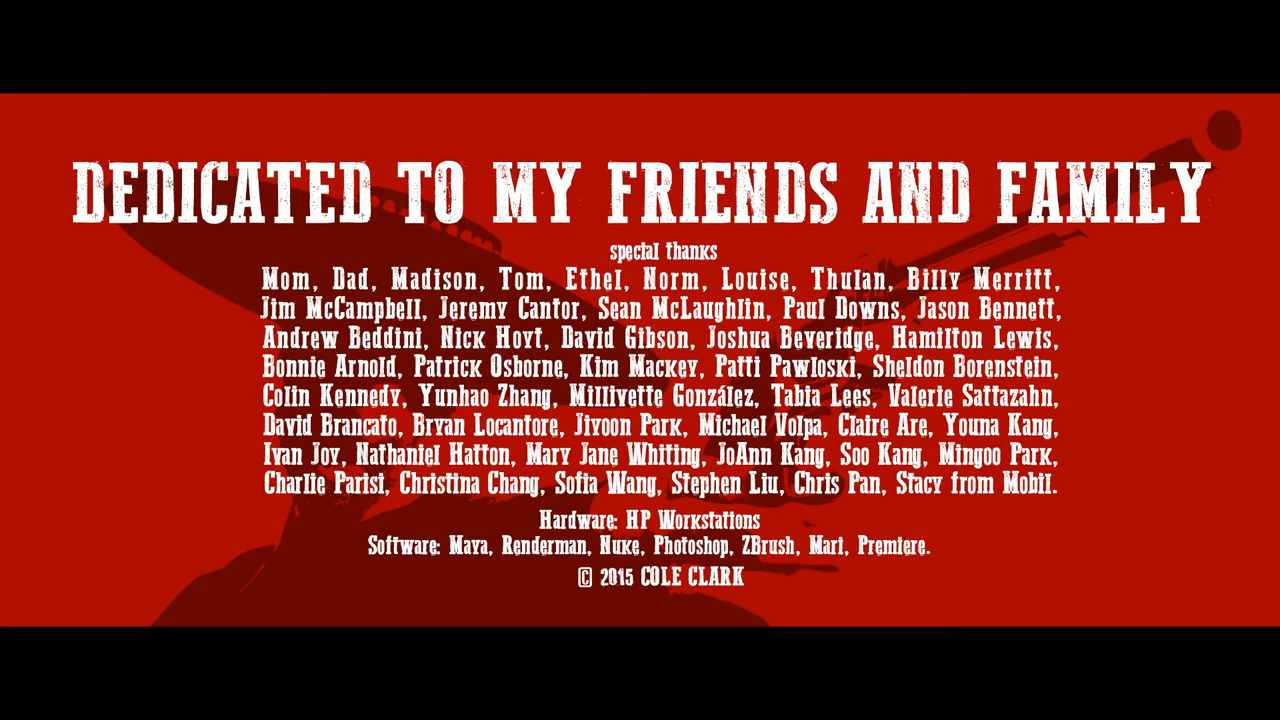 DEDICATED TO MY FRIENDS AND FAMILY
special thanks
Mom, Dad, Madison, Tom, Ethel, Norm, Louise, Thulan, Billy Merritt,
Jim McCampbell, Jeremy Cantor, Sean McLaughlin, Paul Downs, Jason Bennett,
Andrew Beddini, Nick Hoyt, David Gibson, Joshua Beveridge, Hamilton Lewis,
Bonnie Arnold, Patrick Osborne, Kim Mackey, Patti Pawloski, Sheldon Borenstein,
Colin Kennedy, Yunhao Zhang, Millivette González, Tabia Lees, Valerie Sattazahn,
David Brancato, Bryan Locantore, Jiyoon Park, Michael Volpa, Claire Are, Youna Kang,
Ivan Joy, Nathaniel Hatton, Mary Jane Whiting, JoAnn Kang, Soo Kang, Mingoo Park,
Charlie Parisi, Christina Chang, Sofia Wang, Stephen Liu, Chris Pan, Stacy from Mobil.
Hardware: HP Workstations
Software: Maya, Renderman, Nuke, Photoshop, ZBrush, Mari, Premiere.
© 2015 COLE CLARK